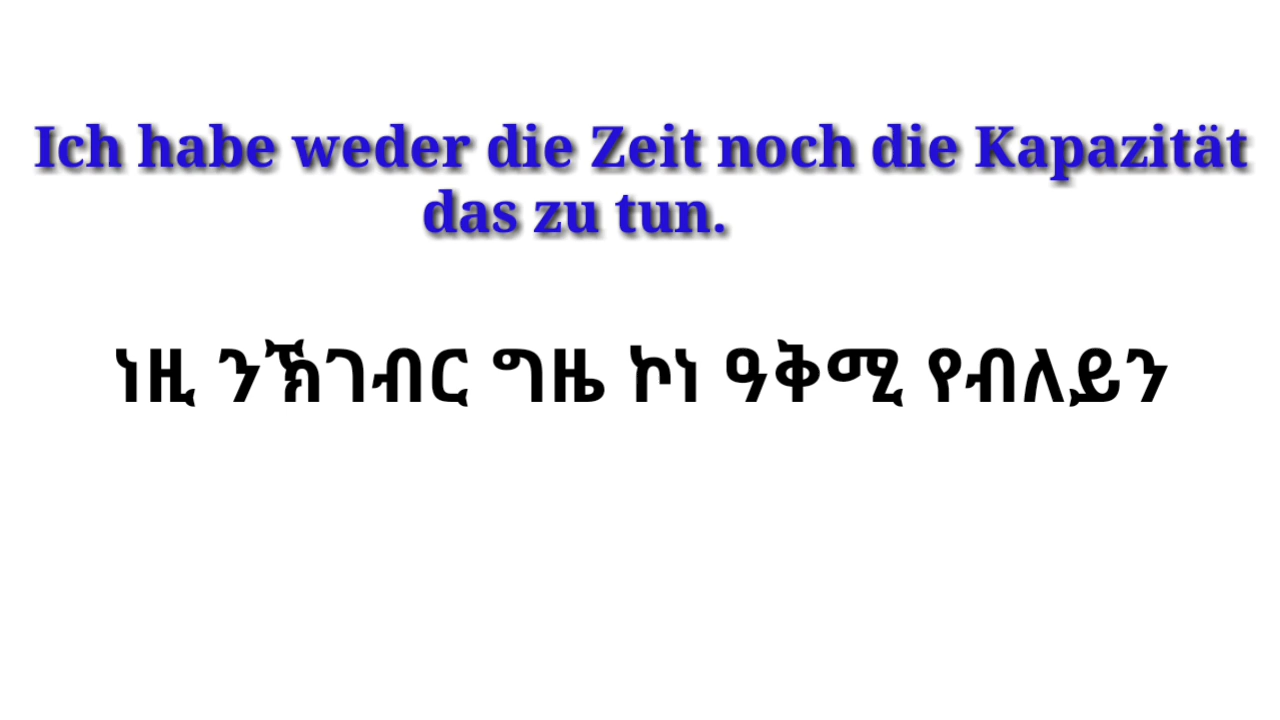 Ich habe weder die Zeit noch die Kapazität
das zu tun.
ነዚ ንኽገብር ግዜ ኮነ ዓቅሚ የብለይን